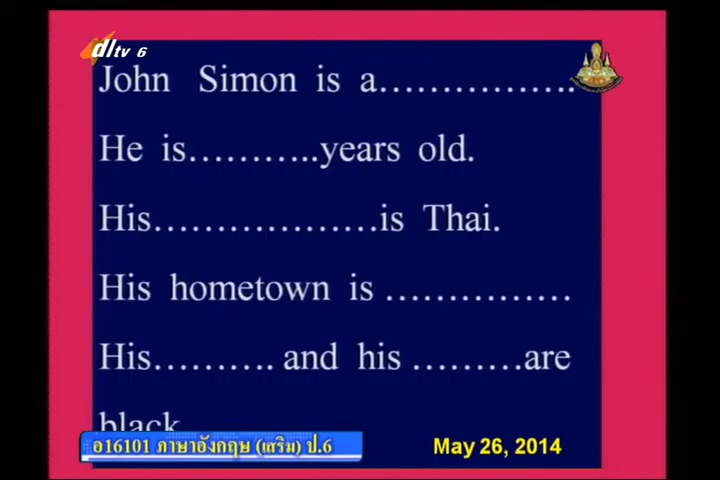 dltv 6
John Simon is a................
He is...........years old.
His..................is Thai.
His hometown is ...............
His.......... and his .........are
black
อ16101 ภาษาอังกฤษ (เสริม) ป.6
May 26, 2014